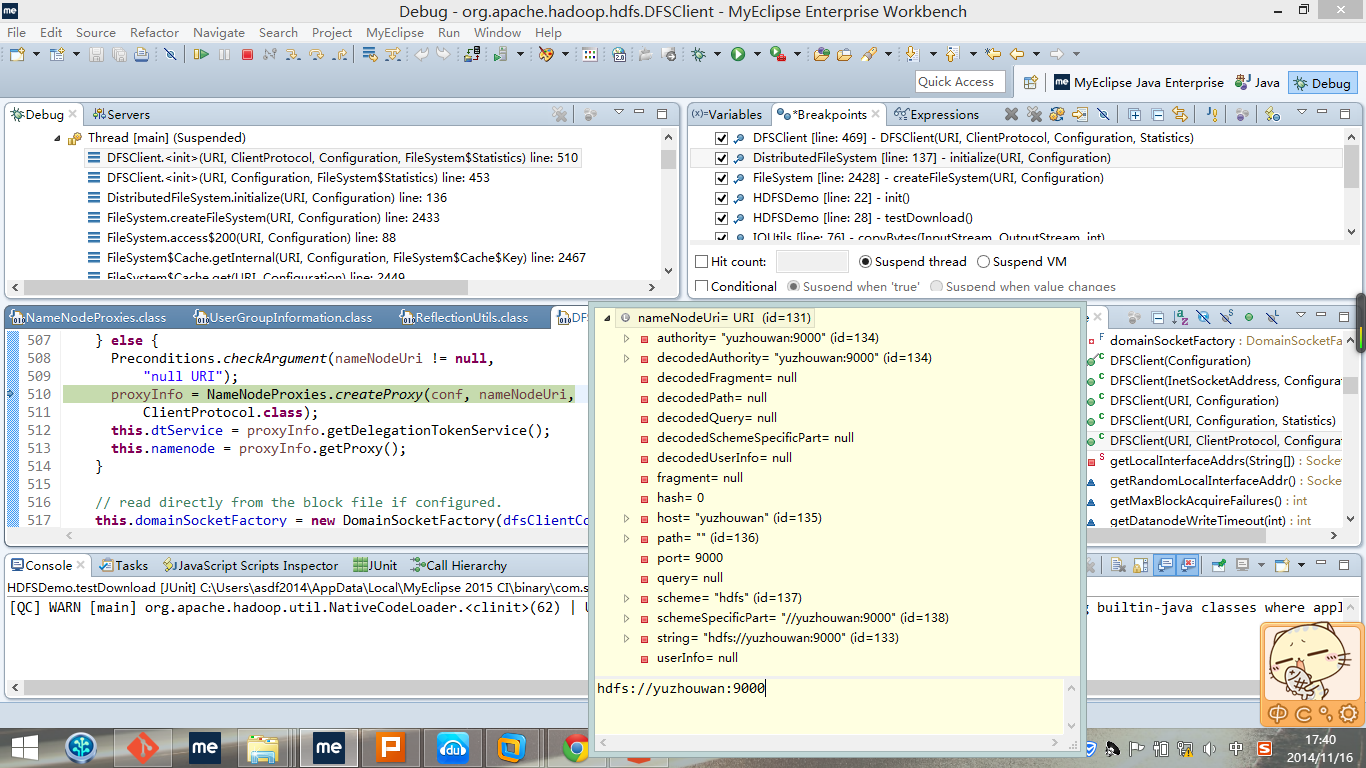 Debug - org.apache.hadoop.hdfs.DFSClient - MyEclipse Enterprise Workbench
File Edit Source Refactor Navigate Search Project MyEclipse Run Window Help
Quick Access
MyEclipse Java Enterprise
Java
Debug
Debug
Servers
Thread [main] (Suspended)
DFSClient.<init>(URI, ClientProtocol, Configuration, FileSystem$Statistics) line: 510
DFSClient.<init>(URI, Configuration, FileSystem$Statistics) line: 453
DistributedFileSystem.initialize(URI, Configuration) line: 136
FileSystem.createFileSystem(URI, Configuration) line: 2433
FileSystem.access$200(URI, Configuration) line: 88
FileSystem$Cache.getInternal(URI, Configuration, FileSystem$Cache$Key) line: 2467
FileSystem$Cache.get(URI, Configuration) line: 2449
(x)=Variables
*Breakpoints
Expressions
DFSClient [line: 469] - DFSClient(URI, ClientProtocol, Configuration, Statistics)
DistributedFileSystem [line: 137] - initialize(URI, Configuration)
FileSystem [line: 2428] - createFileSystem(URI, Configuration)
HDFSDemo [line: 22] - init()
HDFSDemo [line: 28] - testDownload()
IOUtils [line: 76] - copyBytes(InputStream, OutputStream, int)
Hit count:
Suspend thread
Suspend VM
Conditional
Suspend when 'true'
Suspend when value changes
NameNodeProxies.class
UserGroupInformation.class
ReflectionUtils.class
DFS
507 } else {
508 Preconditions.checkArgument(nameNodeUri != null,
509 "null URI");
510 proxyInfo = NameNodeProxies.createProxy(conf, nameNodeUri,
511 ClientProtocol.class);
512 this.dtService = proxyInfo.getDelegationTokenService();
513 this.namenode = proxyInfo.getProxy();
514 }
515
516 // read directly from the block file if configured.
517 this.domainSocketFactory = new DomainSocketFactory(dfsClientCo
nameNodeUri= URI (id=131)
authority= "yuzhouwan:9000" (id=134)
decodedAuthority= "yuzhouwan:9000" (id=134)
decodedFragment= null
decodedPath= null
decodedQuery= null
decodedSchemeSpecificPart= null
decodedUserInfo= null
fragment= null
hash= 0
host= "yuzhouwan" (id=135)
path= "" (id=136)
port= 9000
query= null
scheme= "hdfs" (id=137)
schemeSpecificPart= "//yuzhouwan:9000" (id=138)
string= "hdfs://yuzhouwan:9000" (id=133)
userInfo= null
hdfs://yuzhouwan:9000
domainSocketFactory : DomainSocketFa
DFSClient(Configuration)
DFSClient(InetSocketAddress, Configura
DFSClient(URI, Configuration)
DFSClient(URI, Configuration, Statistics)
DFSClient(URI, ClientProtocol, Configurat
getLocalInterfaceAddrs(String[]) : Socke
getRandomLocalInterfaceAddr() : Socke
getMaxBlockAcquireFailures() : int
getDatanodeWriteTimeout(int) : int
Console
Tasks
JavaScript Scripts Inspector
JUnit
Call Hierarchy
HDFSDemo.testDownload [JUnit] C:\Users\asdf2014\AppData\Local\MyEclipse 2015 CI\binary\com.s
[QC] WARN [main] org.apache.hadoop.util.NativeCodeLoader.<clinit>(62) | U
g builtin-java classes where appl
中
me
me
P
du
中
S
17:40
2014/11/16